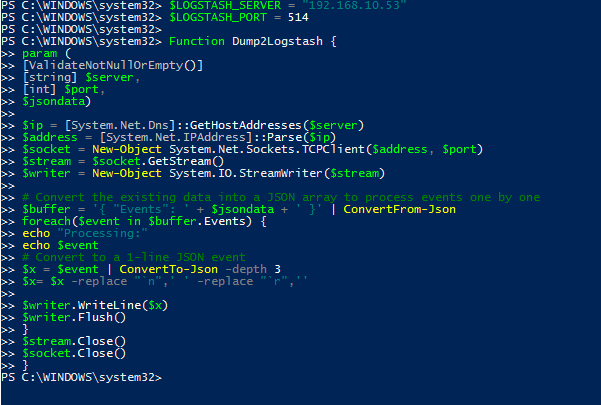 PS C:\WINDOWS\system32> $LOGSTASH_SERVER = "192.168.10.53"
PS C:\WINDOWS\system32> $LOGSTASH_PORT = 514
PS C:\WINDOWS\system32>
PS C:\WINDOWS\system32> Function Dump2Logstash {
>> param (
>> [ValidateNotNullOrEmpty()]
>> [string] $server,
>> [int] $port,
>> $jsondata)
>>
>> $ip = [System.Net.Dns]::GetHostAddresses($server)
>> $address = [System.Net.IPAddress]::Parse($ip)
>> $socket = New-Object System.Net.Sockets.TCPClient($address, $port)
>> $stream = $socket.GetStream()
>> $writer = New-Object System.IO.StreamWriter($stream)
>>
>> # Convert the existing data into a JSON array to process events one by one
>> $buffer = '{ "Events": ' + $jsondata + ' }' | ConvertFrom-Json
>> foreach($event in $buffer.Events) {
>> echo "Processing:"
>> echo $event
>> # Convert to a 1-line JSON event
>> $x = $event | ConvertTo-Json -depth 3
>> $x= $x -replace "`n",' ' -replace "`r",''
>>
>> $writer.WriteLine($x)
>> $writer.Flush()
>> }
>> $stream.Close()
>> $socket.Close()
>> }
PS C:\WINDOWS\system32>